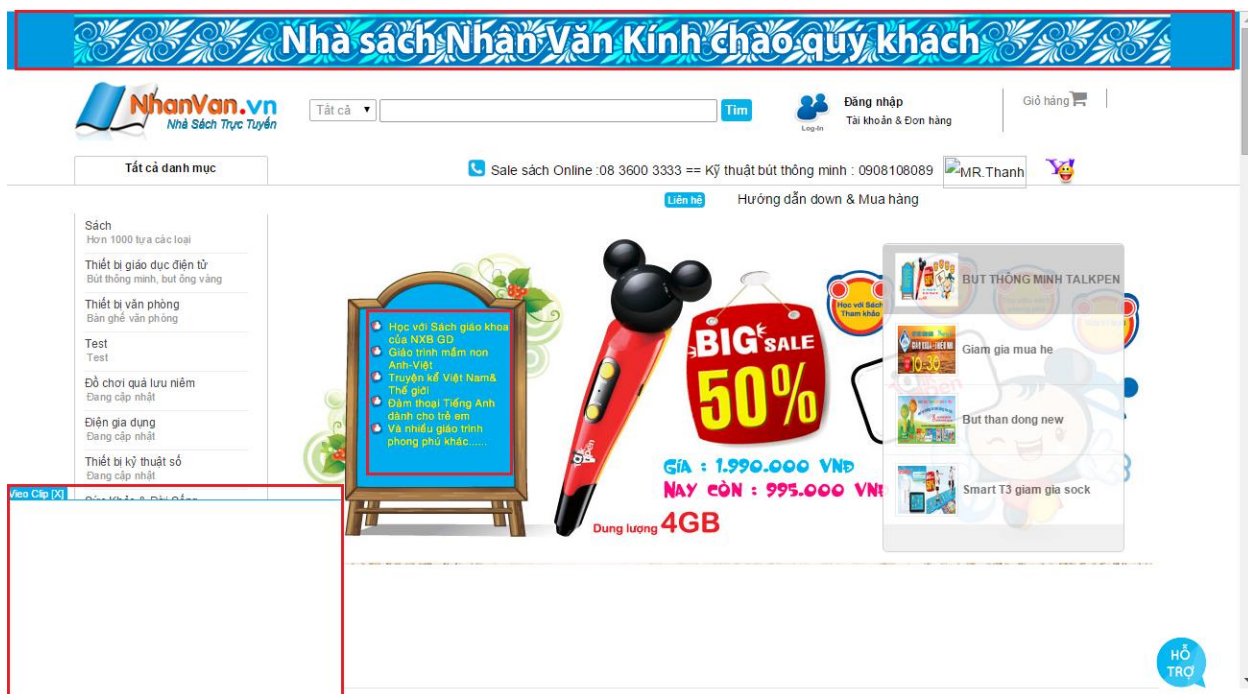 Nhà sách Nhân Văn Kính chào quý khách
NhanVan.vn
Nhà Sách Trực Tuyến
Tất cả
Tìm
Log-In
Đăng nhập
Tài khoản & Đơn hàng
Giỏ hàng
Tất cả danh mục
Sale sách Online :08 3600 3333 == Kỹ thuật bút thông minh : 0908108089
MR.Thanh
Liên hệ
Hướng dẫn down & Mua hàng
Sách
Hơn 1000 tựa các loại
Thiết bị giáo dục điện tử
Bút thông minh, but ống vàng
Thiết bị văn phòng
Bàn ghế văn phòng
Test
Test
Đồ chơi quà lưu niệm
Đang cập nhật
Điện gia dụng
Đang cập nhật
Thiết bị kỹ thuật số
Đang cập nhật
Vieo Clip [X]
Học với Sách giáo khoa
của NXB GD
Giáo trình mầm non
Anh-Việt
Truyện kể Việt Nam&
Thế giới
Đàm thoại Tiếng Anh
dành cho trẻ em
Và nhiều giáo trình
phong phú khác......
BIG SALE
50%
GIÁ : 1.990.000 VNĐ
NAY CÒN : 995.000 VNĐ
Dung lượng 4GB
Học với Sách
Tham khảo
BUT THÔNG MINH TALKPEN
Giam gia mua he
But than dong new
Smart T3 giam gia sock
HỖ
TRỢ